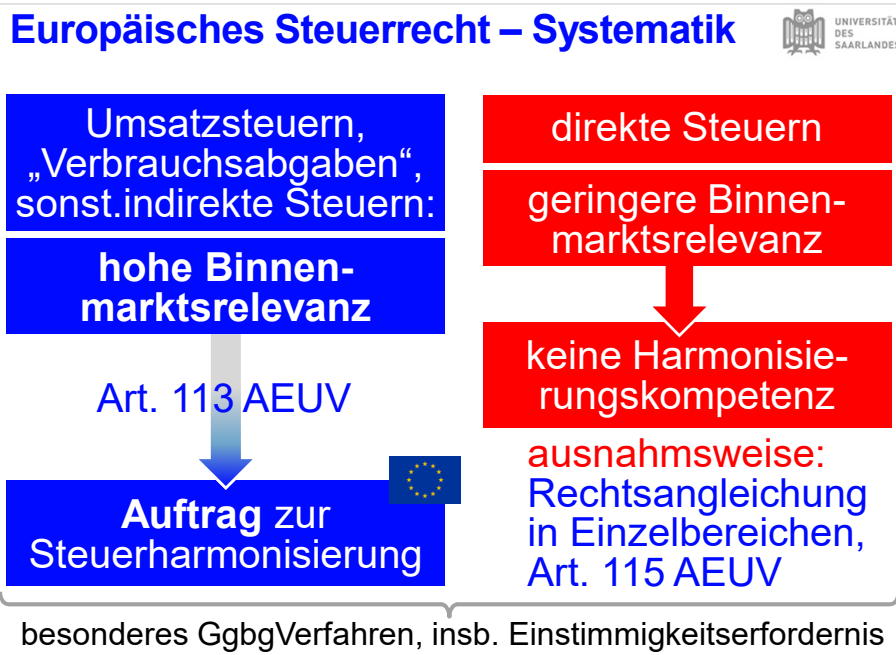 Europäisches Steuerrecht – Systematik
UNIVERSITÄT
DES
SAARLANDES
Umsatzsteuern,
„Verbrauchsabgaben“,
sonst.indirekte Steuern:
hohe Binnen-
marktsrelevanz
Art. 113 AEUV
Auftrag zur
Steuerharmonisierung
direkte Steuern
geringere Binnen-
marktsrelevanz
keine Harmonisie-
rungskompetenz
ausnahmsweise:
Rechtsangleichung
in Einzelbereichen,
Art. 115 AEUV
besonderes GgbgVerfahren, insb. Einstimmigkeitserfordernis